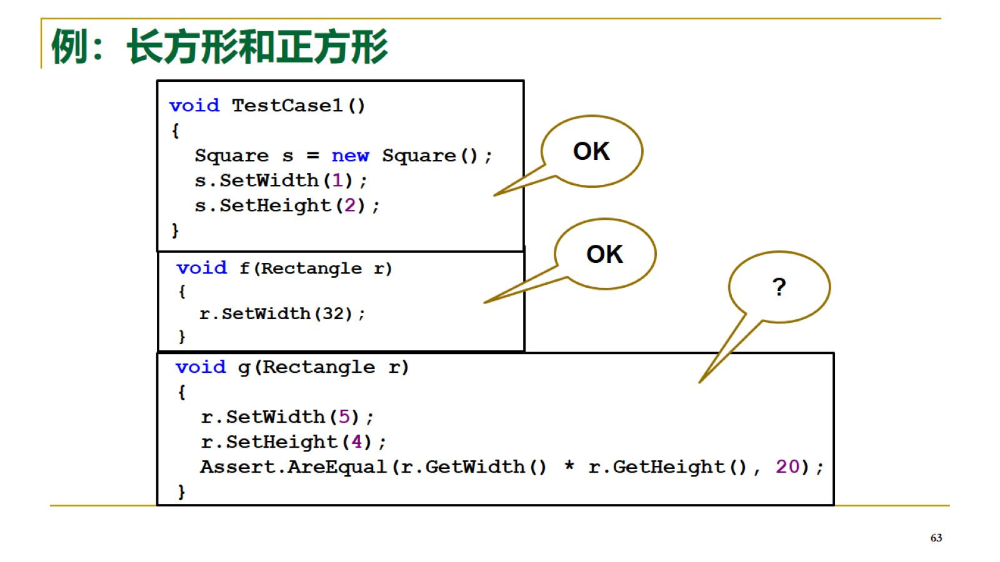 例：长方形和正方形
void TestCase1()
{
Square s = new Square();
s.SetWidth(1);
s.SetHeight(2);
}
OK
void f(Rectangle r)
{
r.SetWidth(32);
}
OK
void g(Rectangle r)
{
r.SetWidth(5);
r.SetHeight(4);
Assert.AreEqual(r.GetWidth() * r.GetHeight(), 20);
}
?
63